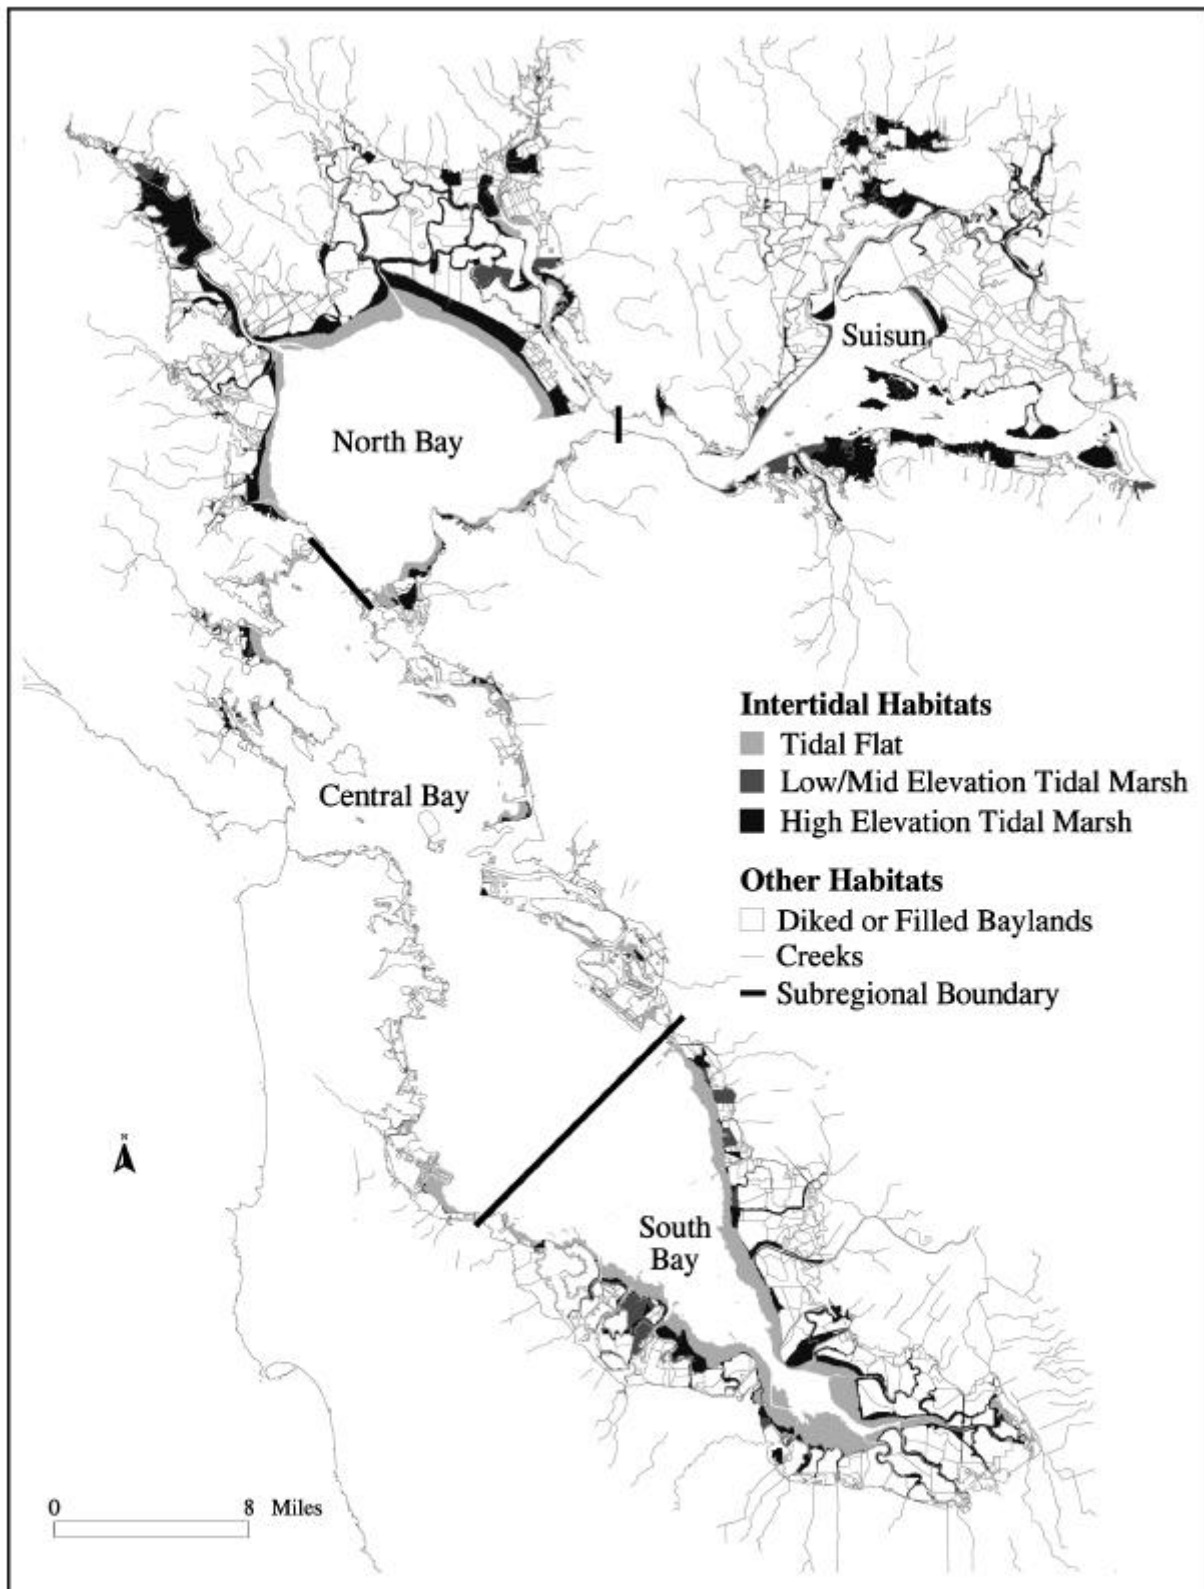 Suisun
North Bay
Intertidal Habitats
Tidal Flat
Low/Mid Elevation Tidal Marsh
High Elevation Tidal Marsh
Central Bay
Other Habitats
Diked or Filled Baylands
Creeks
Subregional Boundary
N
South
Bay
0 8 Miles